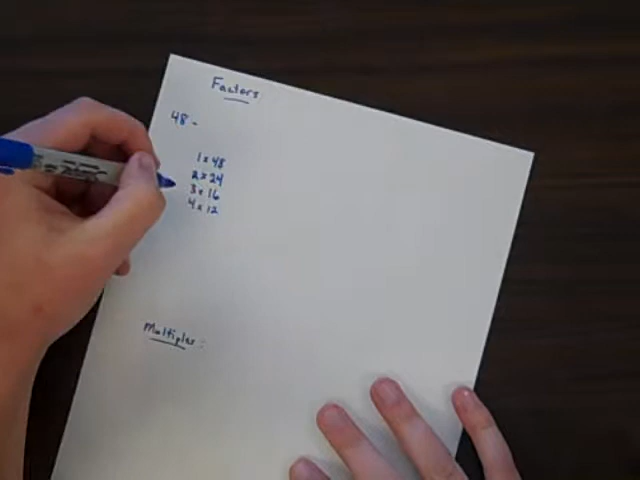 Factors
48 -
1 x 48
2 x 24
3 x 16
4 x 12
Multiples: